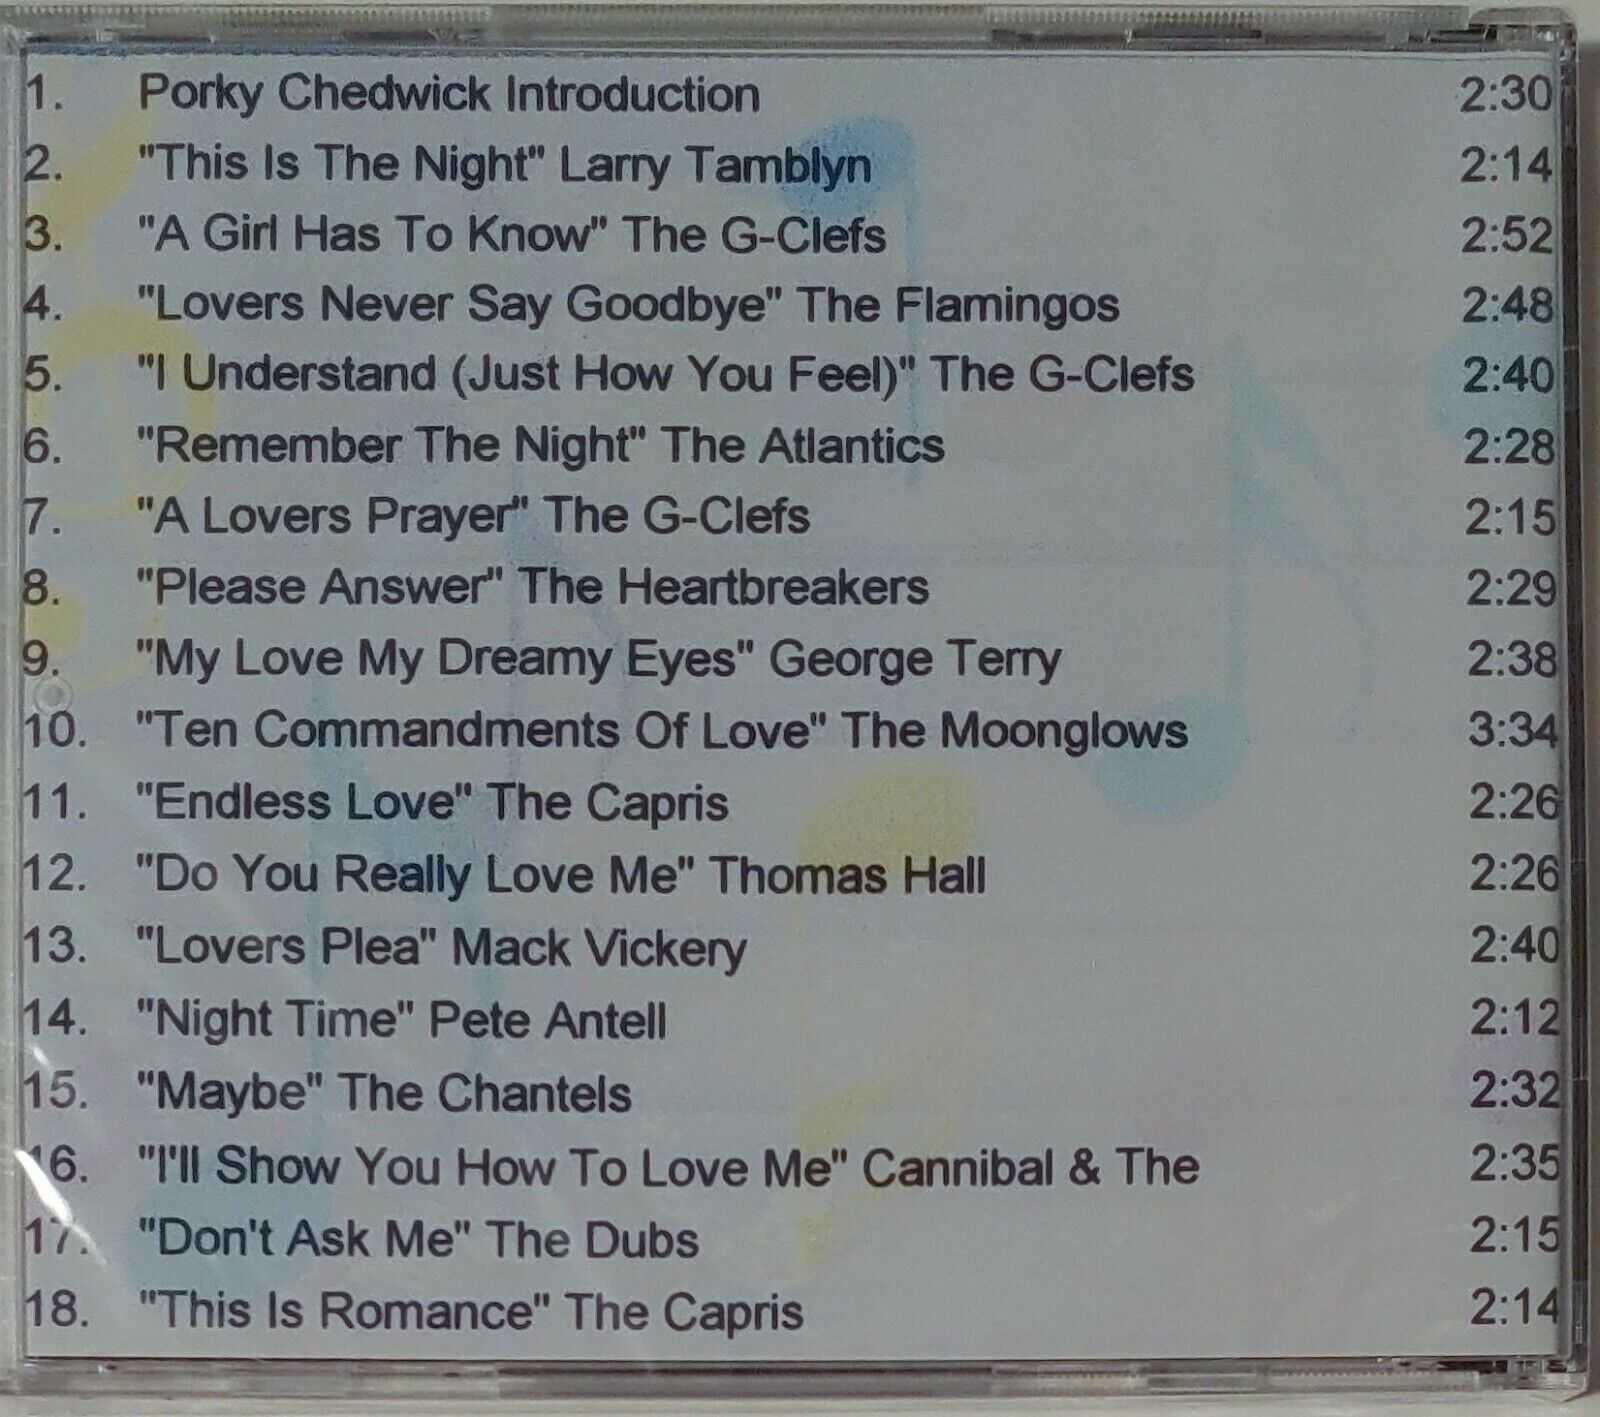 1. Porky Chedwick Introduction 2:30
2. "This Is The Night" Larry Tamblyn 2:14
3. "A Girl Has To Know" The G-Clefs 2:52
4. "Lovers Never Say Goodbye" The Flamingos 2:48
5. "I Understand (Just How You Feel)" The G-Clefs 2:40
6. "Remember The Night" The Atlantics 2:28
7. "A Lovers Prayer" The G-Clefs 2:15
8. "Please Answer" The Heartbreakers 2:29
9. "My Love My Dreamy Eyes" George Terry 2:38
10. "Ten Commandments Of Love" The Moonglows 3:34
11. "Endless Love" The Capris 2:26
12. "Do You Really Love Me" Thomas Hall 2:26
13. "Lovers Plea" Mack Vickery 2:40
14. "Night Time" Pete Antell 2:12
15. "Maybe" The Chantels 2:32
16. "I'll Show You How To Love Me" Cannibal & The 2:35
17. "Don't Ask Me" The Dubs 2:15
18. "This Is Romance" The Capris 2:14